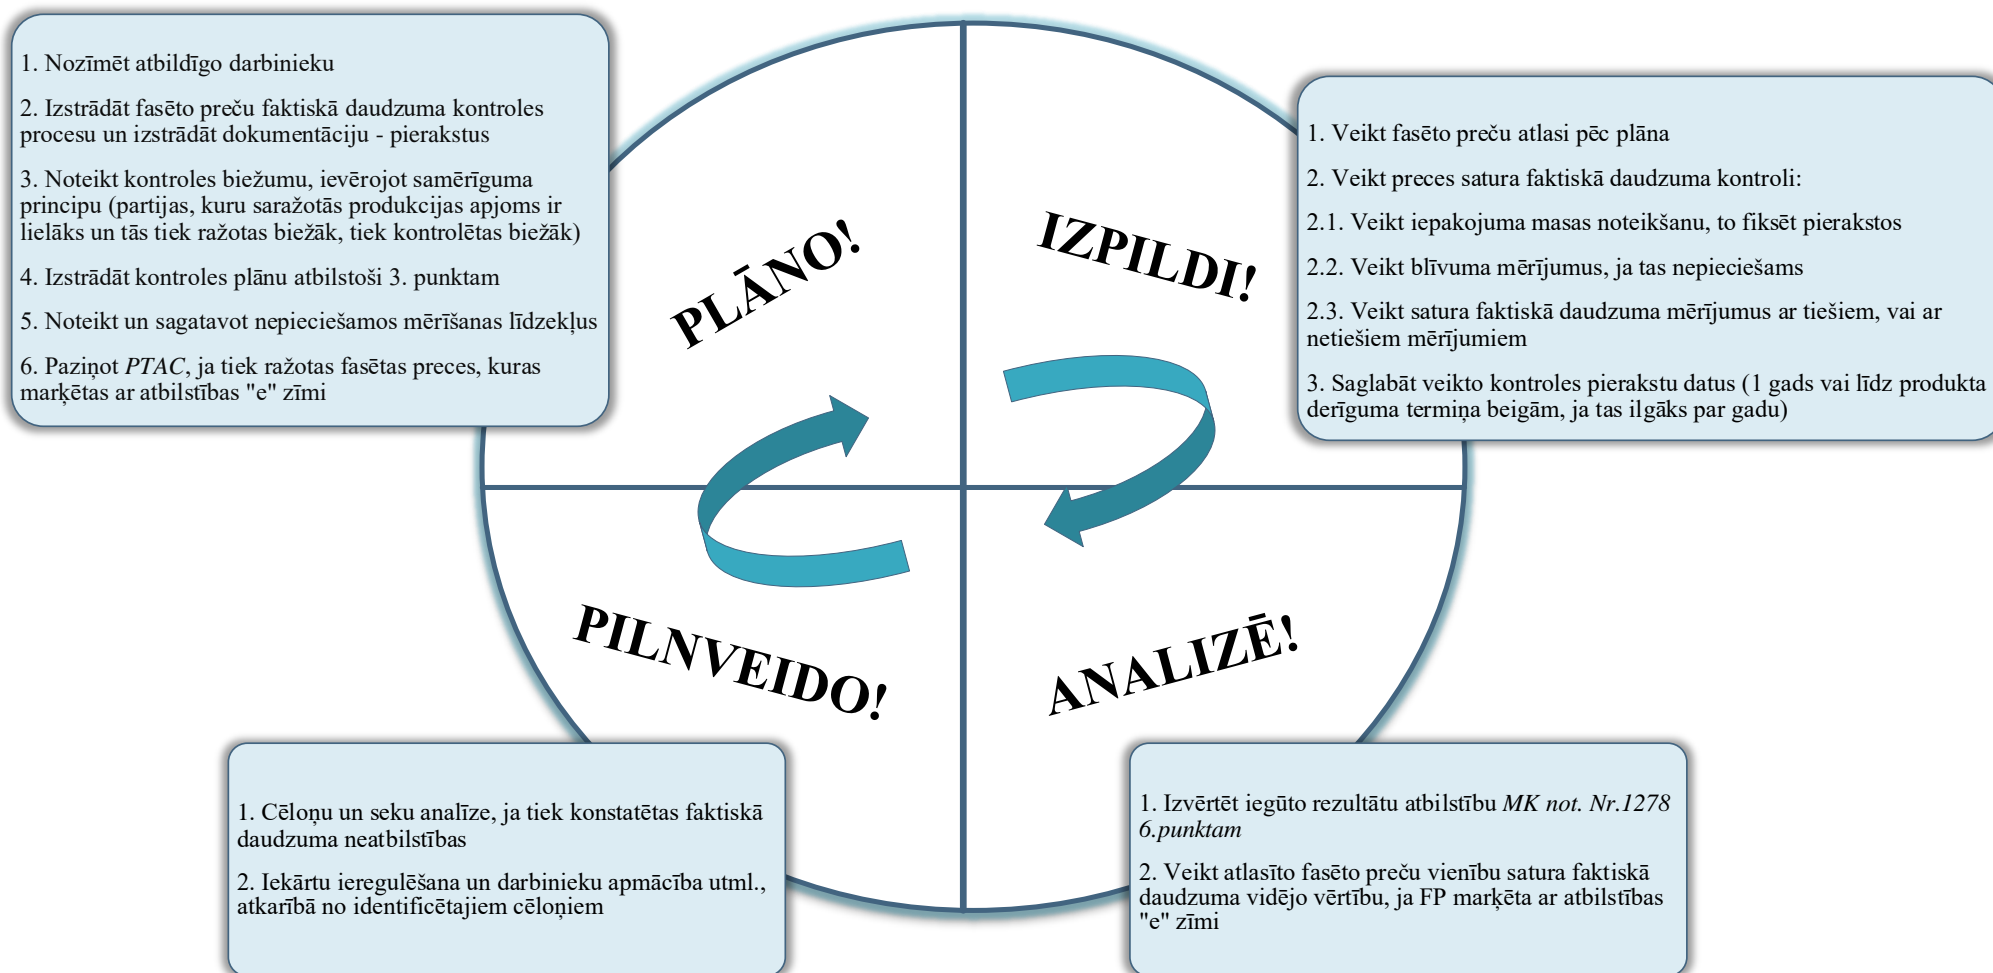 1. Nozīmēt atbildīgo darbinieku
2. Izstrādāt fasēto preču faktiskā daudzuma kontroles
procesu un izstrādāt dokumentāciju - pierakstus
3. Noteikt kontroles biežumu, ievērojot samērīguma
principu (partijas, kuru saražotās produkcijas apjoms ir
lielāks un tās tiek ražotas biežāk, tiek kontrolētas biežāk)
4. Izstrādāt kontroles plānu atbilstoši 3. punktam
5. Noteikt un sagatavot nepieciešamos mērīšanas līdzekļus
6. Paziņot PTAC, ja tiek ražotas fasētas preces, kuras
marķētas ar atbilstības "e" zīmi
PLĀNO!
IZPILDI!
1. Veikt fasēto preču atlasi pēc plāna
2. Veikt preces satura faktiskā daudzuma kontroli:
2.1. Veikt iepakojuma masas noteikšanu, to fiksēt pierakstos
2.2. Veikt blīvuma mērījumus, ja tas nepieciešams
2.3. Veikt satura faktiskā daudzuma mērījumus ar tiešiem, vai ar
netiešiem mērījumiem
3. Saglabāt veikto kontroles pierakstu datus (1 gads vai līdz produkta
derīguma termiņa beigām, ja tas ilgāks par gadu)
PILNVEIDO!
ANALIZĒ!
1. Cēloņu un seku analīze, ja tiek konstatētas faktiskā
daudzuma neatbilstības
2. Iekārtu ieregulēšana un darbinieku apmācība utml.,
atkarībā no identificētajiem cēloņiem
1. Izvērtēt iegūto rezultātu atbilstību MK not. Nr.1278
6.punktam
2. Veikt atlasīto fasēto preču vienību satura faktiskā
daudzuma vidējo vērtību, ja FP marķēta ar atbilstības
"e" zīmi